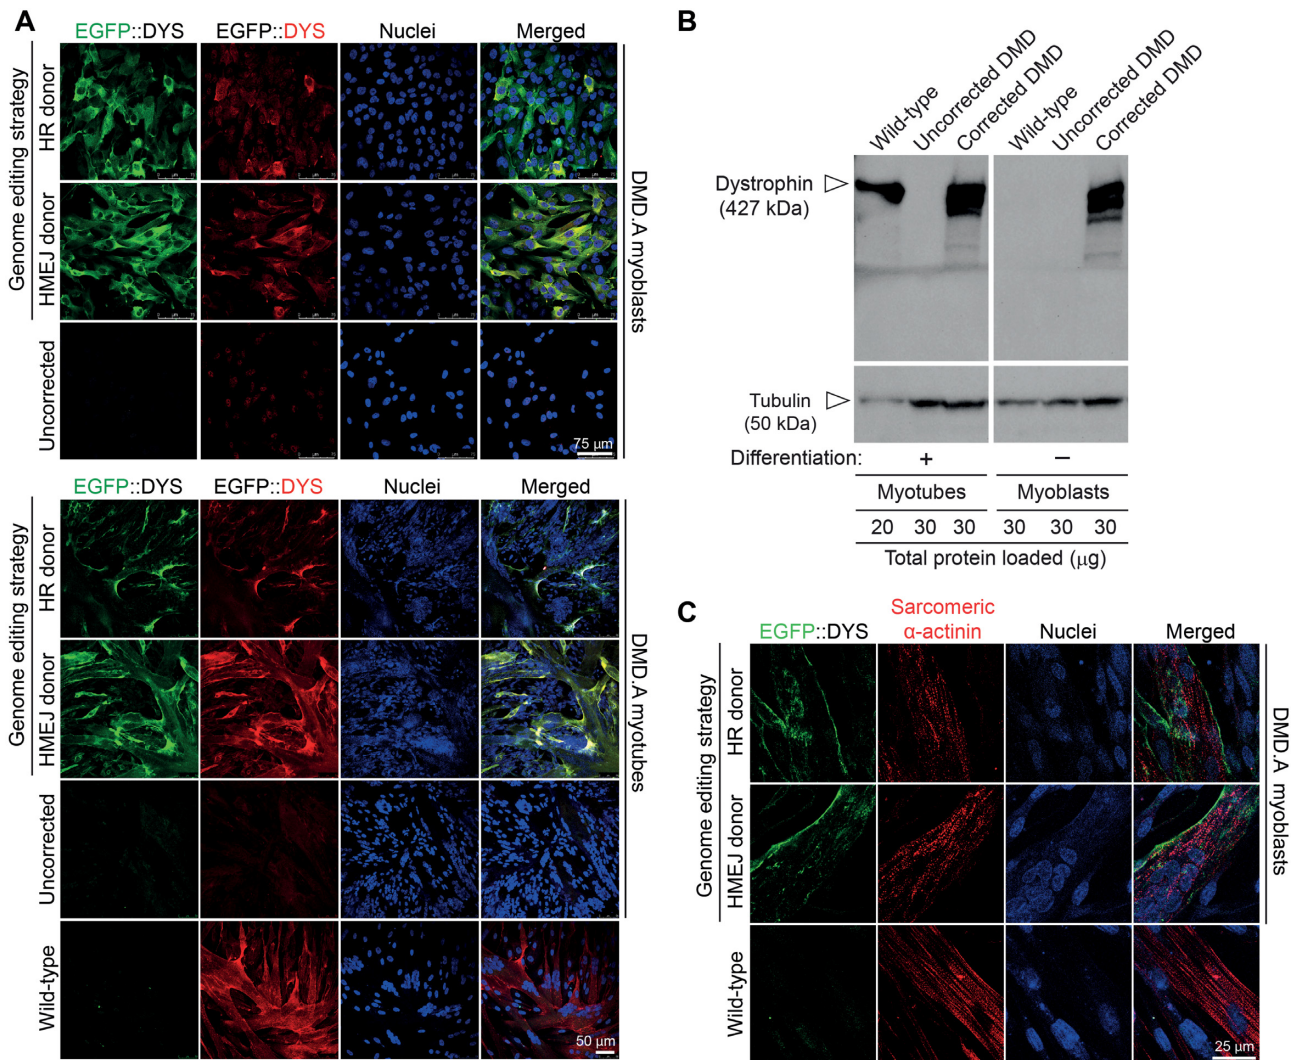 A
EGFP::DYS
EGFP::DYS
Nuclei
Merged
Genome editing strategy
HR donor
HMEJ donor
Uncorrected
DMD.A myoblasts
75 µm
EGFP::DYS
EGFP::DYS
Nuclei
Merged
Genome editing strategy
HR donor
HMEJ donor
Uncorrected
Wild-type
DMD.A myotubes
50 µm
B
Wild-type
Uncorrected DMD
Corrected DMD
Wild-type
Uncorrected DMD
Corrected DMD
Dystrophin
(427 kDa)
Tubulin
(50 kDa)
Differentiation: + −
Myotubes Myoblasts
20 30 30 30 30 30
Total protein loaded (µg)
C
EGFP::DYS
Sarcomeric
α-actinin
Nuclei
Merged
Genome editing strategy
HR donor
HMEJ donor
Wild-type
DMD.A myoblasts
25 µm